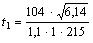 t₁ = (104 · √6,14) / (1,1 · 1 · 215)